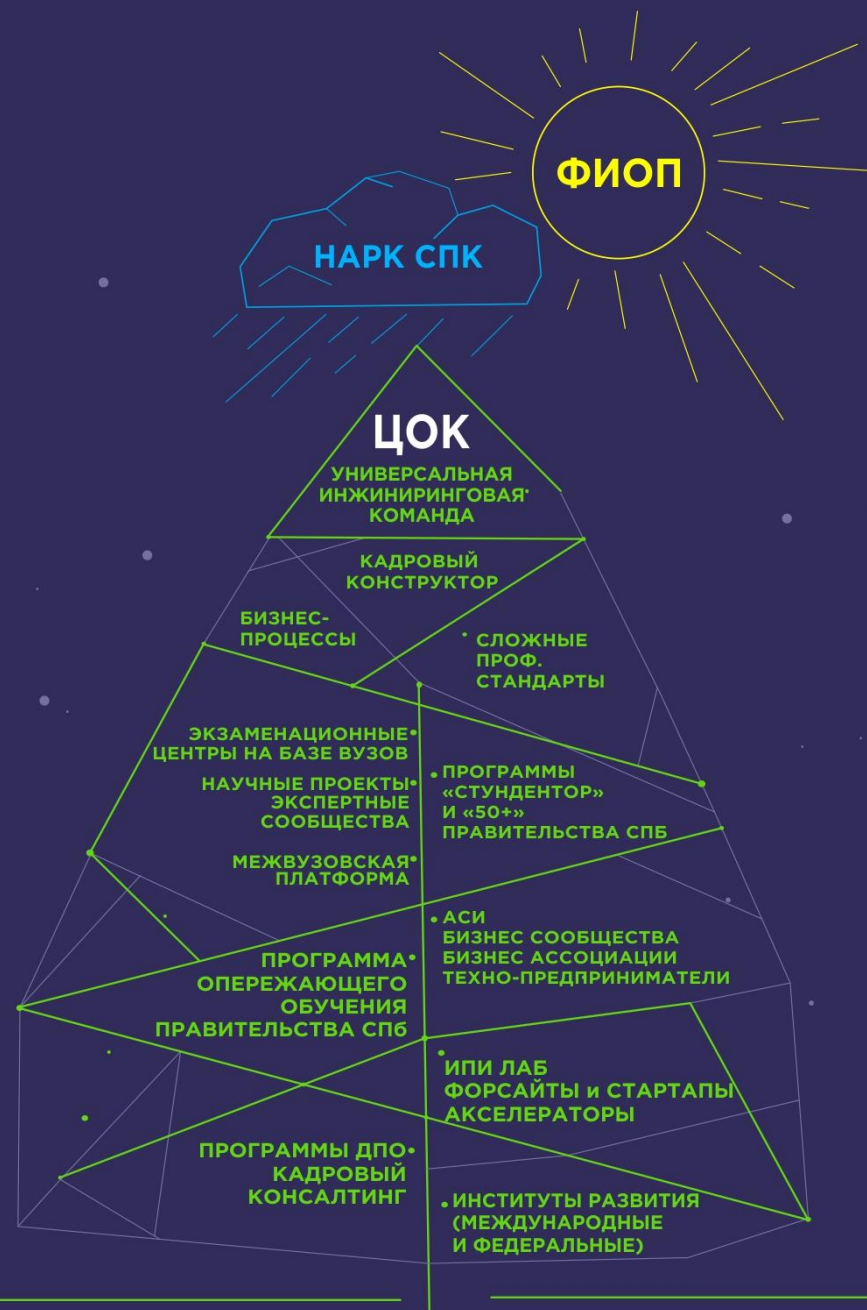 ФИОП
НАРК СПК
ЦОК
УНИВЕРСАЛЬНАЯ
ИНЖИНИРИНГОВАЯ
КОМАНДА
КАДРОВЫЙ
КОНСТРУКТОР
БИЗНЕС-
ПРОЦЕССЫ
СЛОЖНЫЕ
ПРОФ.
СТАНДАРТЫ
ЭКЗАМЕНАЦИОННЫЕ
ЦЕНТРЫ НА БАЗЕ ВУЗОВ
НАУЧНЫЕ ПРОЕКТЫ
ЭКСПЕРТНЫЕ
СООБЩЕСТВА
ПРОГРАММЫ
«СТУНДЕНТОР»
И «50+»
ПРАВИТЕЛЬСТВА СПБ
МЕЖВУЗОВСКАЯ
ПЛАТФОРМА
АСИ
БИЗНЕС СООБЩЕСТВА
БИЗНЕС АССОЦИАЦИИ
ТЕХНО-ПРЕДПРИНИМАТЕЛИ
ПРОГРАММА
ОПЕРЕЖАЮЩЕГО
ОБУЧЕНИЯ
ПРАВИТЕЛЬСТВА СПб
ИПИ ЛАБ
ФОРСАЙТЫ и СТАРТАПЫ
АКСЕЛЕРАТОРЫ
ПРОГРАММЫ ДПО
КАДРОВЫЙ
КОНСАЛТИНГ
ИНСТИТУТЫ РАЗВИТИЯ
(МЕЖДУНАРОДНЫЕ
И ФЕДЕРАЛЬНЫЕ)